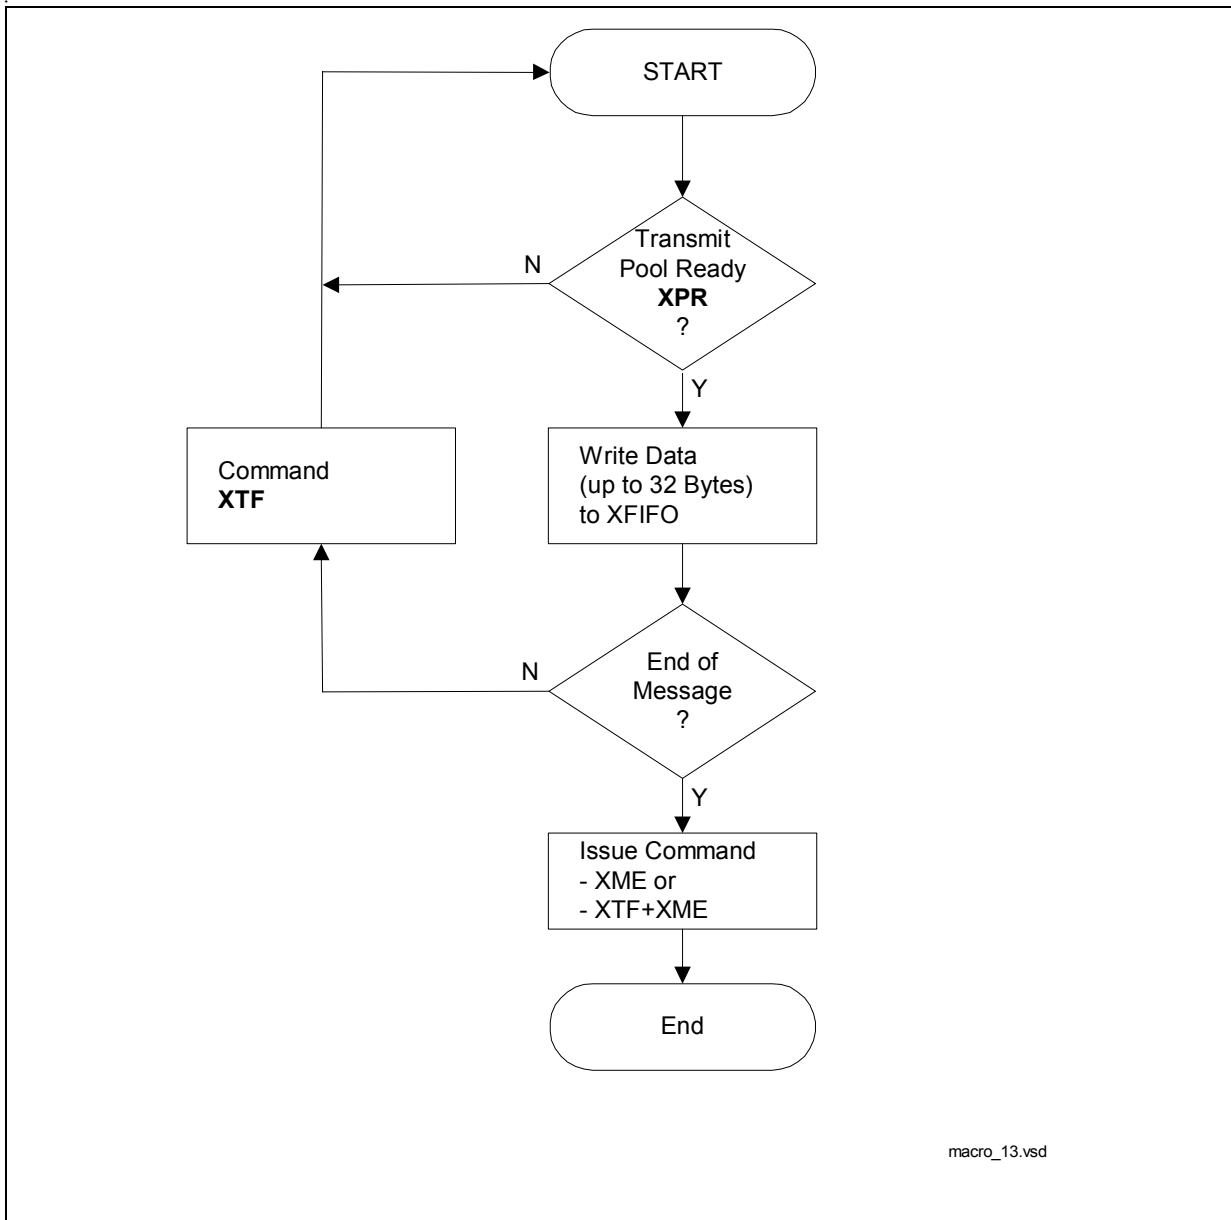 START
Transmit
Pool Ready
XPR
?
N
Y
Command
XTF
Write Data
(up to 32 Bytes)
to XFIFO
End of
Message
?
N
Y
Issue Command
- XME or
- XTF+XME
End
macro_13.vsd